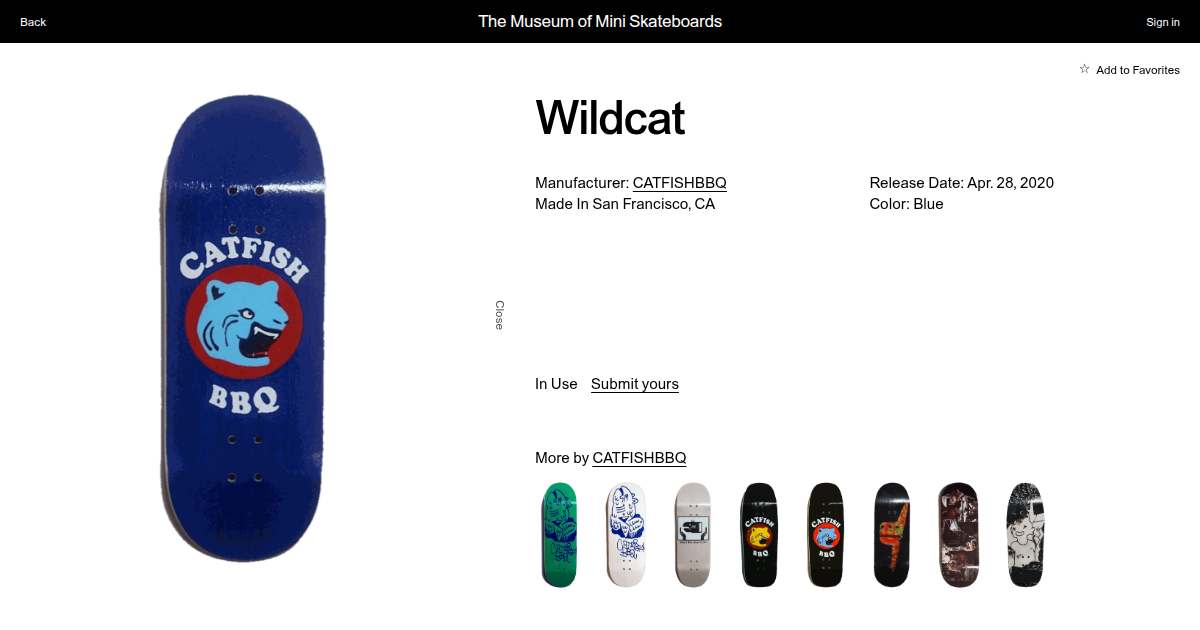 Back
The Museum of Mini Skateboards
Sign in
☆ Add to Favorites
CATFISH
BBQ
Wildcat
Manufacturer: CATFISHBBQ
Made In San Francisco, CA
Release Date: Apr. 28, 2020
Color: Blue
Close
In Use Submit yours
More by CATFISHBBQ
CATFISH
BBQ
CATFISH
BBQ